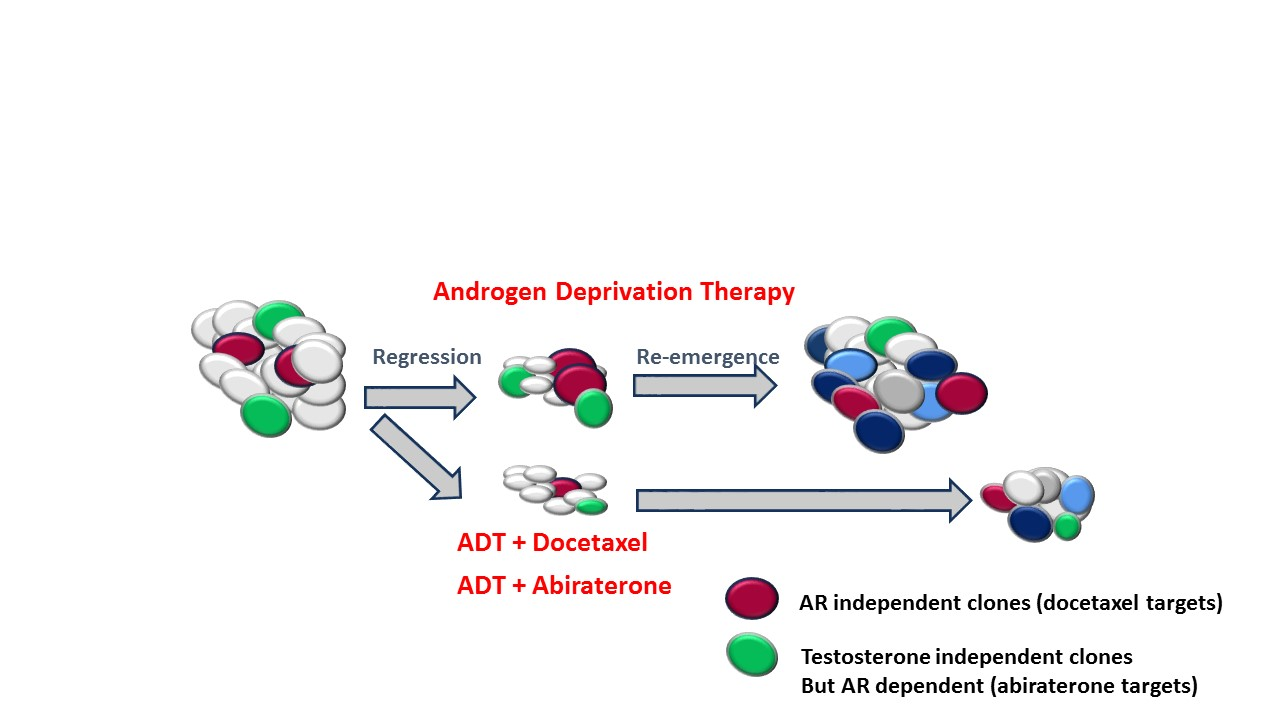 Androgen Deprivation Therapy
Regression
Re-emergence
ADT + Docetaxel
ADT + Abiraterone
AR independent clones (docetaxel targets)
Testosterone independent clones
But AR dependent (abiraterone targets)